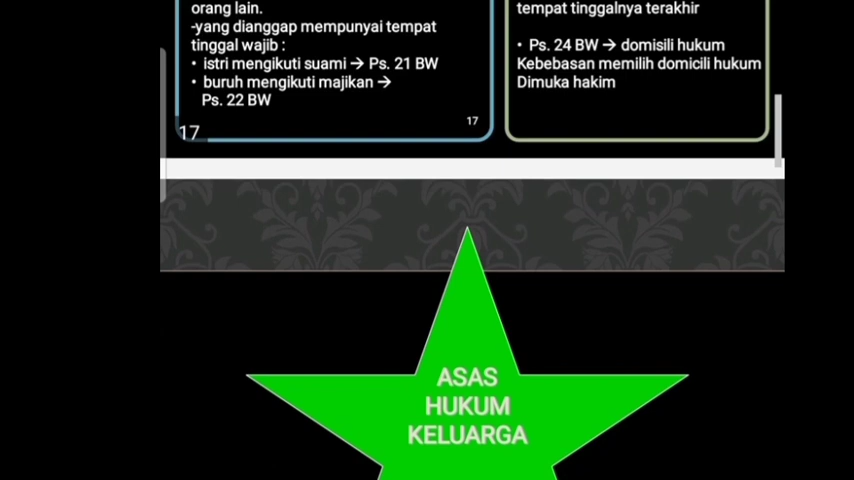 orang lain.
-yang dianggap mempunyai tempat
tinggal wajib :
• istri mengikuti suami → Ps. 21 BW
• buruh mengikuti majikan →
Ps. 22 BW
17
17
tempat tinggalnya terakhir
• Ps. 24 BW → domisili hukum
Kebebasan memilih domicili hukum
Dimuka hakim
ASAS
HUKUM
KELUARGA